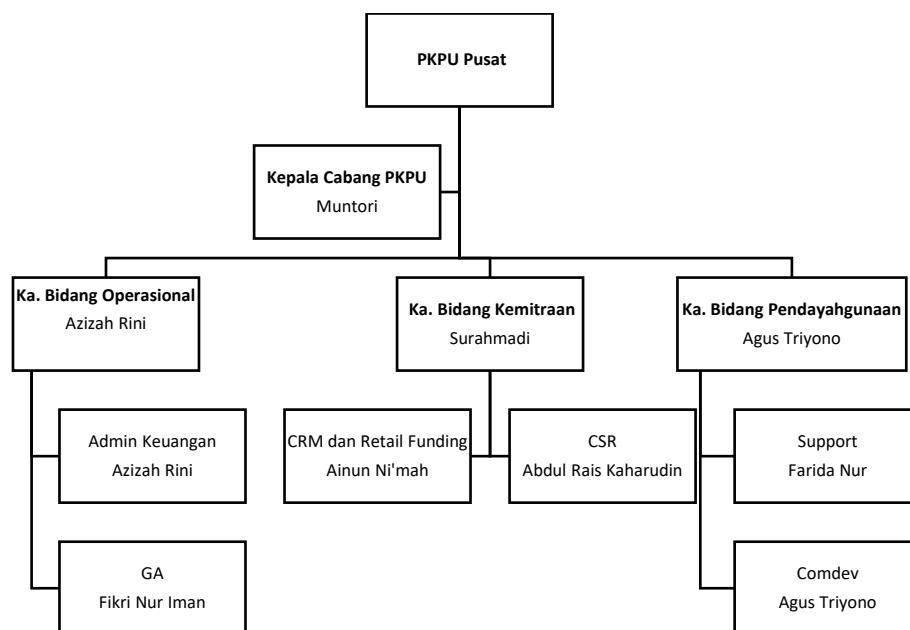 PKPU Pusat
Kepala Cabang PKPU
Muntori
Ka. Bidang Operasional
Azizah Rini
Ka. Bidang Kemitraan
Surahmadi
Ka. Bidang Pendayahgunaan
Agus Triyono
Admin Keuangan
Azizah Rini
CRM dan Retail Funding
Ainun Ni'mah
CSR
Abdul Rais Kaharudin
Support
Farida Nur
GA
Fikri Nur Iman
Comdev
Agus Triyono